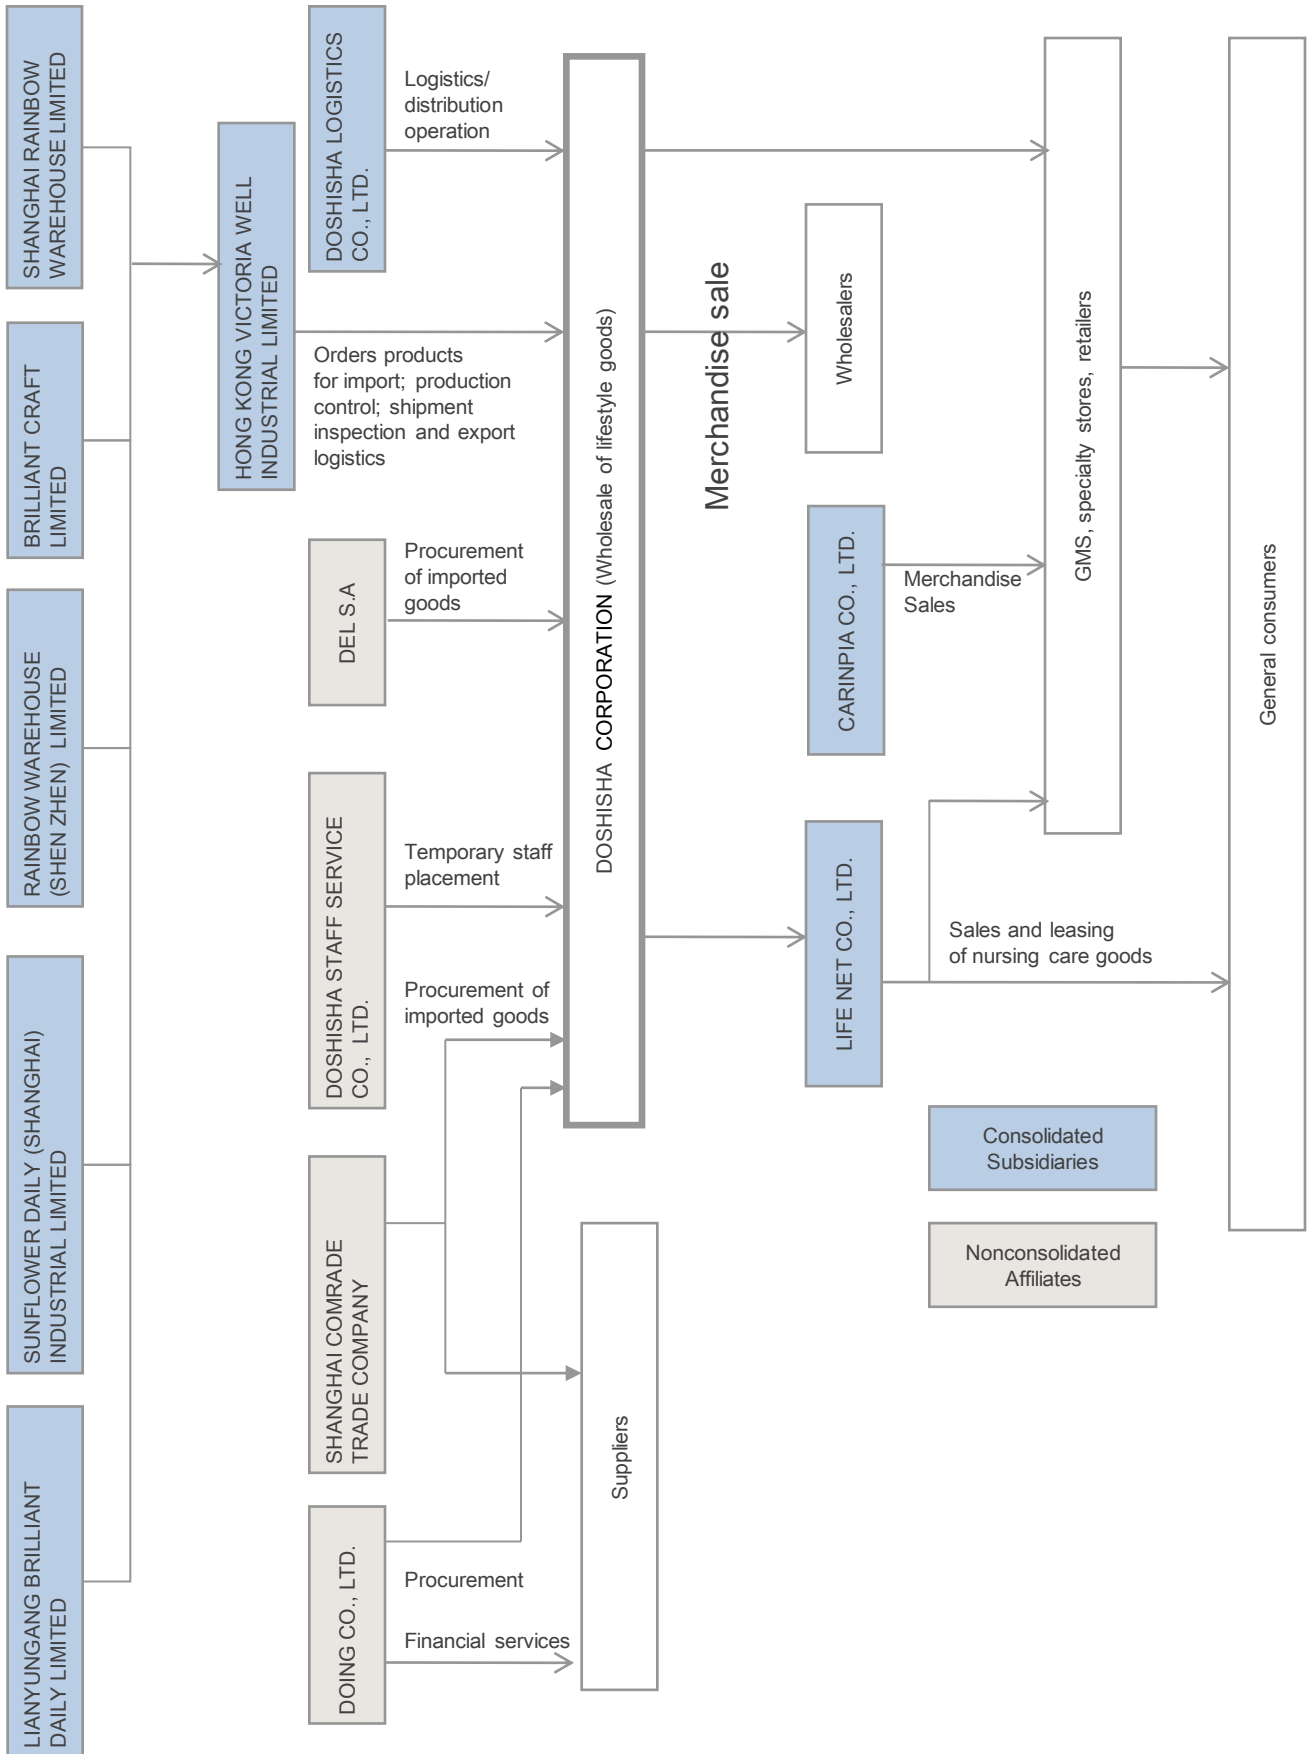 SHANGHAI RAINBOW
WAREHOUSE LIMITED
BRILLIANT CRAFT
LIMITED
RAINBOW WAREHOUSE
(SHEN ZHEN) LIMITED
SUNFLOWER DAILY (SHANGHAI)
INDUSTRIAL LIMITED
LIANYUNGANG BRILLIANT
DAILY LIMITED
HONG KONG VICTORIA WELL
INDUSTRIAL LIMITED
DOSHISHA LOGISTICS
CO., LTD.
Logistics/
distribution
operation
Orders products
for import; production
control; shipment
inspection and export
logistics
DEL S.A
Procurement
of imported
goods
DOSHISHA STAFF SERVICE
CO., LTD.
Temporary staff
placement
Procurement of
imported goods
SHANGHAI COMRADE
TRADE COMPANY
DOING CO., LTD.
Procurement
Financial services
DOSHISHA CORPORATION (Wholesale of lifestyle goods)
Suppliers
Merchandise sale
Wholesalers
CARINPIA CO., LTD.
Merchandise
Sales
LIFE NET CO., LTD.
Sales and leasing
of nursing care goods
GMS, specialty stores, retailers
General consumers
Consolidated
Subsidiaries
Nonconsolidated
Affiliates